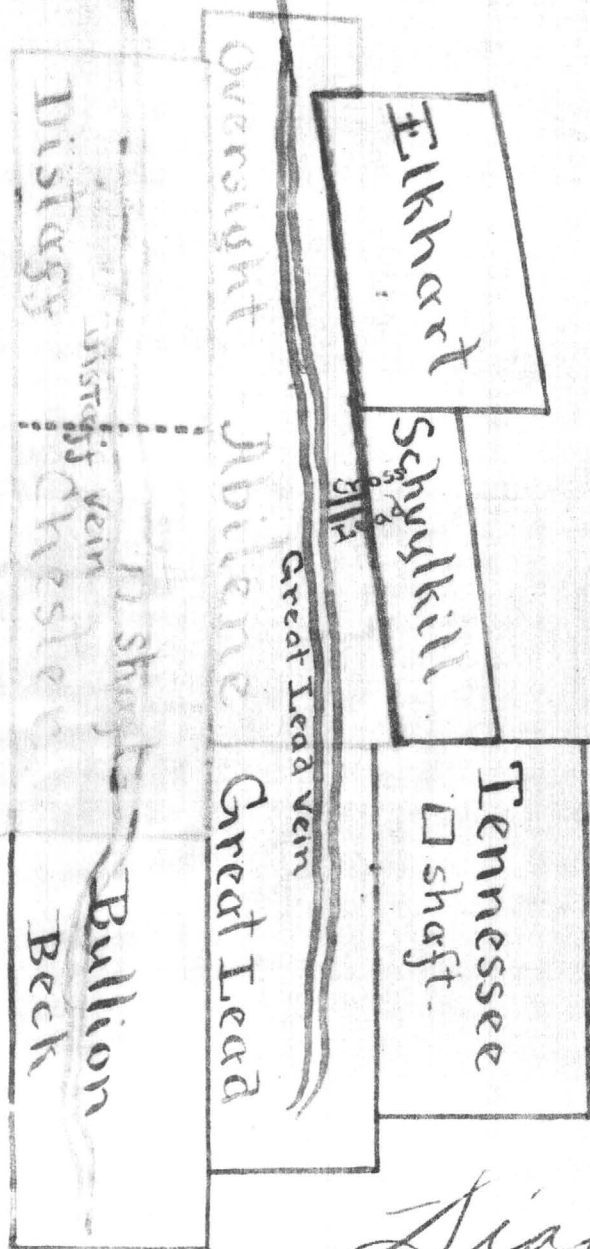 Elkhart
Schuylkill
Tennessee
shaft.
Cross
Lead
Oversight
Abilene
Great Lead Vein
Great Lead
Distaff
Distaff Vein
Chester
shaft
Bullion
Beck